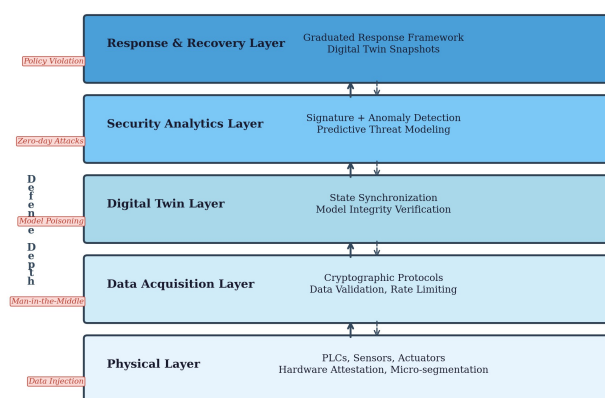 Response & Recovery Layer
Graduated Response Framework
Digital Twin Snapshots
Policy Violation
Security Analytics Layer
Signature + Anomaly Detection
Predictive Threat Modeling
Zero-day Attacks
Digital Twin Layer
State Synchronization
Model Integrity Verification
Model Poisoning
Data Acquisition Layer
Cryptographic Protocols
Data Validation, Rate Limiting
Man-in-the-Middle
Physical Layer
PLCs, Sensors, Actuators
Hardware Attestation, Micro-segmentation
Data Injection
Depth